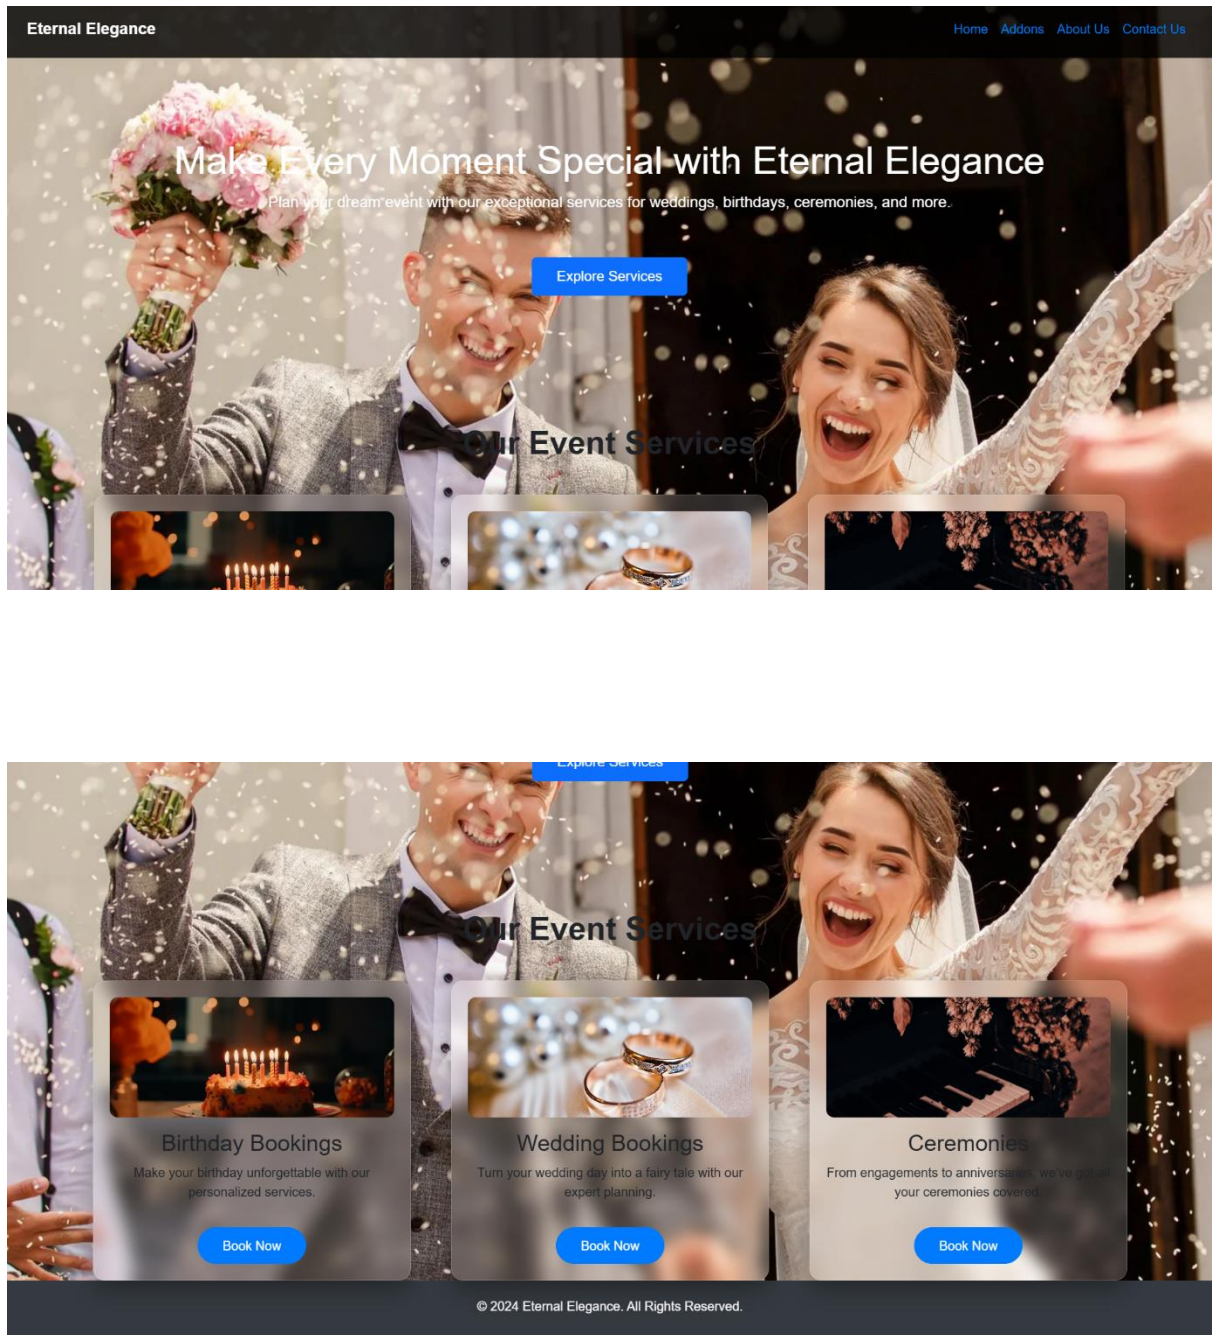 Eternal Elegance
Home Addons About Us Contact Us
Make Every Moment Special with Eternal Elegance
Plan your dream event with our exceptional services for weddings, birthdays, ceremonies, and more.
Explore Services
Our Event Services
Explore Services
Our Event Services
Birthday Bookings
Make your birthday unforgettable with our
personalized services.
Book Now
Wedding Bookings
Turn your wedding day into a fairy tale with our
expert planning.
Book Now
Ceremonies
From engagements to anniversaries, we've got all
your ceremonies covered.
Book Now
© 2024 Eternal Elegance. All Rights Reserved.